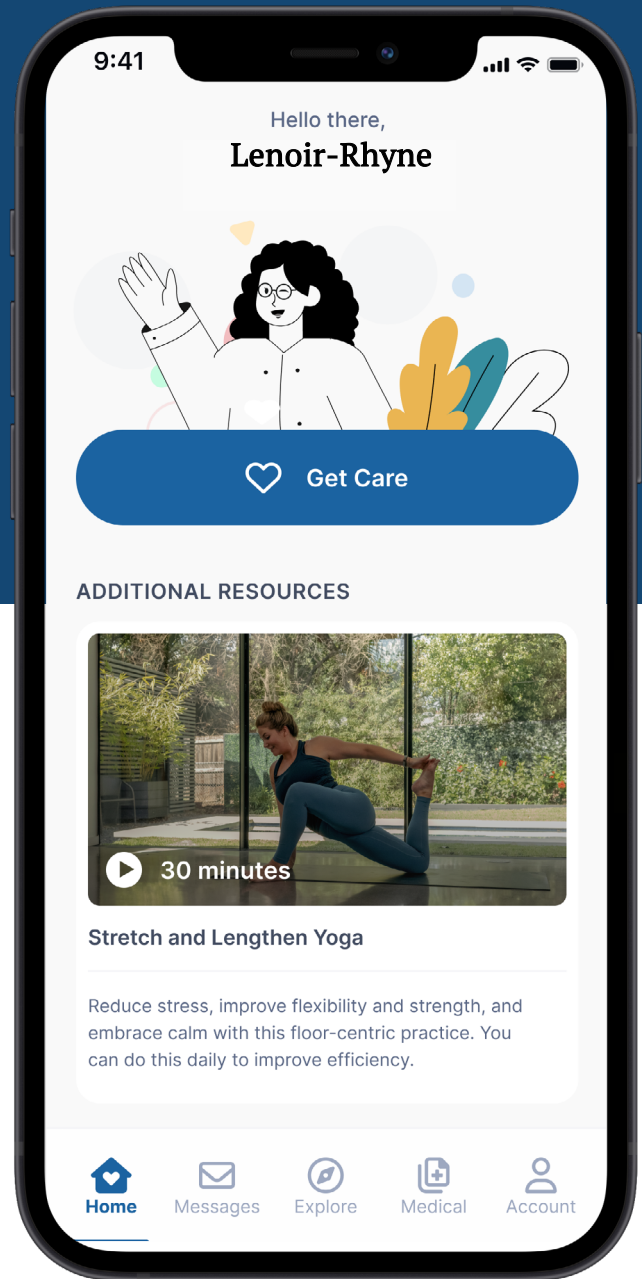 9:41
Hello there,
Lenoir-Rhyne
Get Care
ADDITIONAL RESOURCES
30 minutes
Stretch and Lengthen Yoga
Reduce stress, improve flexibility and strength, and
embrace calm with this floor-centric practice. You
can do this daily to improve efficiency.
Home Messages Explore Medical Account